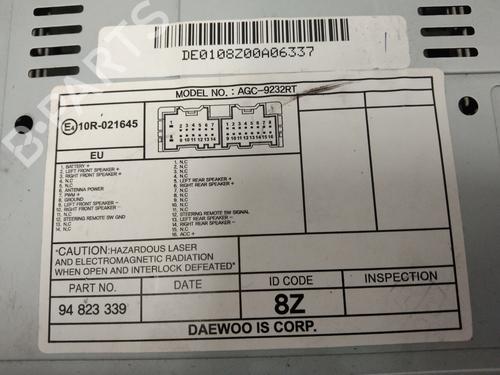 DE0108Z00A06337
MODEL NO.: AGC-9232RT
E4 10R-021645
EU
1. BATTERY +
2. LEFT FRONT SPEAKER +
3. RIGHT FRONT SPEAKER +
4. N.C
5. N.C
6. ANTENNA POWER
7. PWM +
8. GROUND
9. LEFT FRONT SPEAKER -
10. RIGHT FRONT SPEAKER -
11. N.C
12. STEERING REMOTE SW GND
13. N.C
14. N.C
1. N.C
2. N.C
3. N.C
4. N.C
5. LEFT REAR SPEAKER +
6. RIGHT REAR SPEAKER +
7. N.C
8. N.C
9. N.C
10. N.C
11. N.C
12. STEERING REMOTE SW SIGNAL
13. LEFT REAR SPEAKER -
14. RIGHT REAR SPEAKER -
15. N.C
16. ACC +
*CAUTION: HAZARDOUS LASER
AND ELECTROMAGNETIC RADIATION
WHEN OPEN AND INTERLOCK DEFEATED*
PART NO. DATE ID CODE INSPECTION
94 823 339 8Z
DAEWOO IS CORP.
B-PARTS